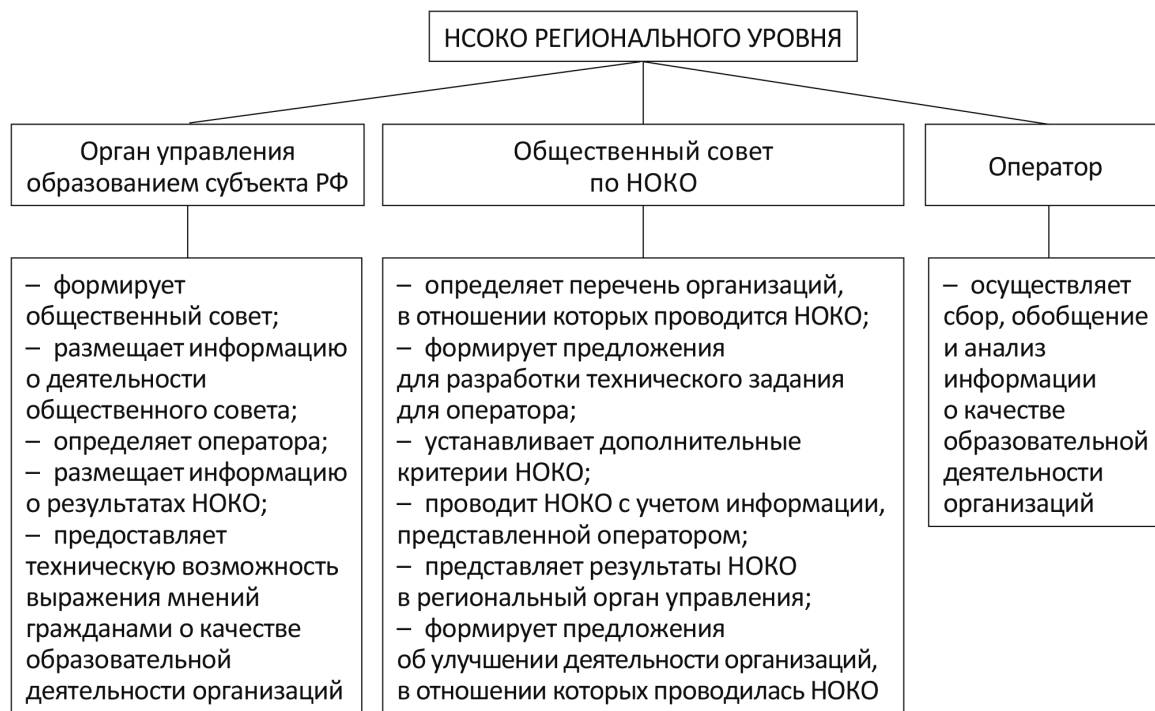 НСОКО РЕГИОНАЛЬНОГО УРОВНЯ
Орган управления
образованием субъекта РФ
Общественный совет
по НОКО
Оператор
– формирует
общественный совет;
– размещает информацию
о деятельности
общественного совета;
– определяет оператора;
– размещает информацию
о результатах НОКО;
– предоставляет
техническую возможность
выражения мнений
гражданами о качестве
образовательной
деятельности организаций
– определяет перечень организаций,
в отношении которых проводится НОКО;
– формирует предложения
для разработки технического задания
для оператора;
– устанавливает дополнительные
критерии НОКО;
– проводит НОКО с учетом информации,
представленной оператором;
– представляет результаты НОКО
в региональный орган управления;
– формирует предложения
об улучшении деятельности организаций,
в отношении которых проводилась НОКО
– осуществляет
сбор, обобщение
и анализ
информации
о качестве
образовательной
деятельности
организаций